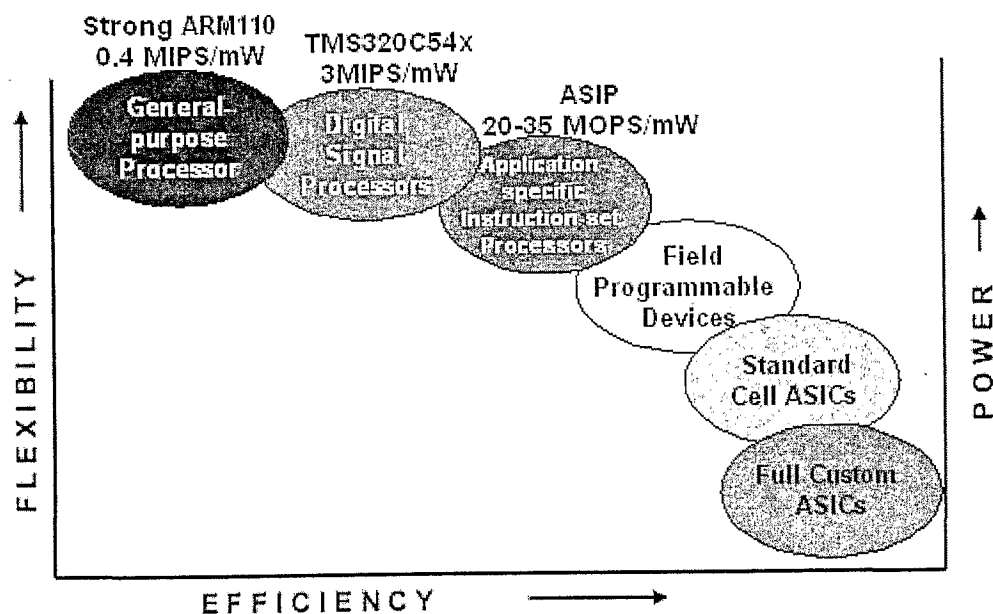 Strong ARM110
0.4 MIPS/mW
TMS320C54x
3MIPS/mW
ASIP
20-35 MOPS/mW
General-
purpose
Processor
Digital
Signal
Processors
Application-
specific
Instruction-set
Processors
Field
Programmable
Devices
Standard
Cell ASICs
Full Custom
ASICs
FLEXIBILITY
POWER
EFFICIENCY